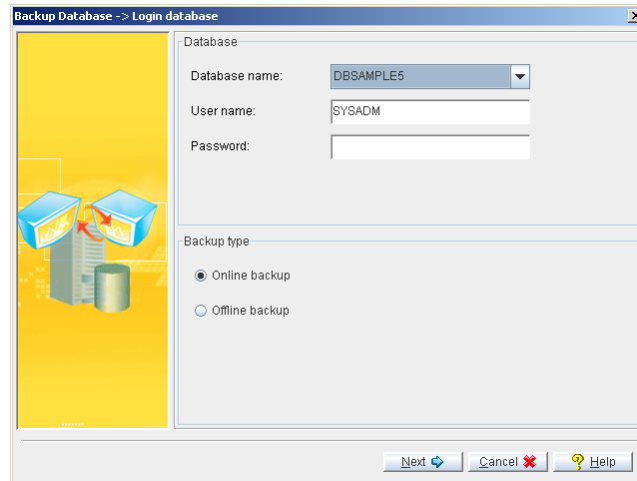 Backup Database -> Login database
Database
Database name: DBSAMPLE5
User name: SYSADM
Password:
Backup type
Online backup
Offline backup
Next Cancel Help